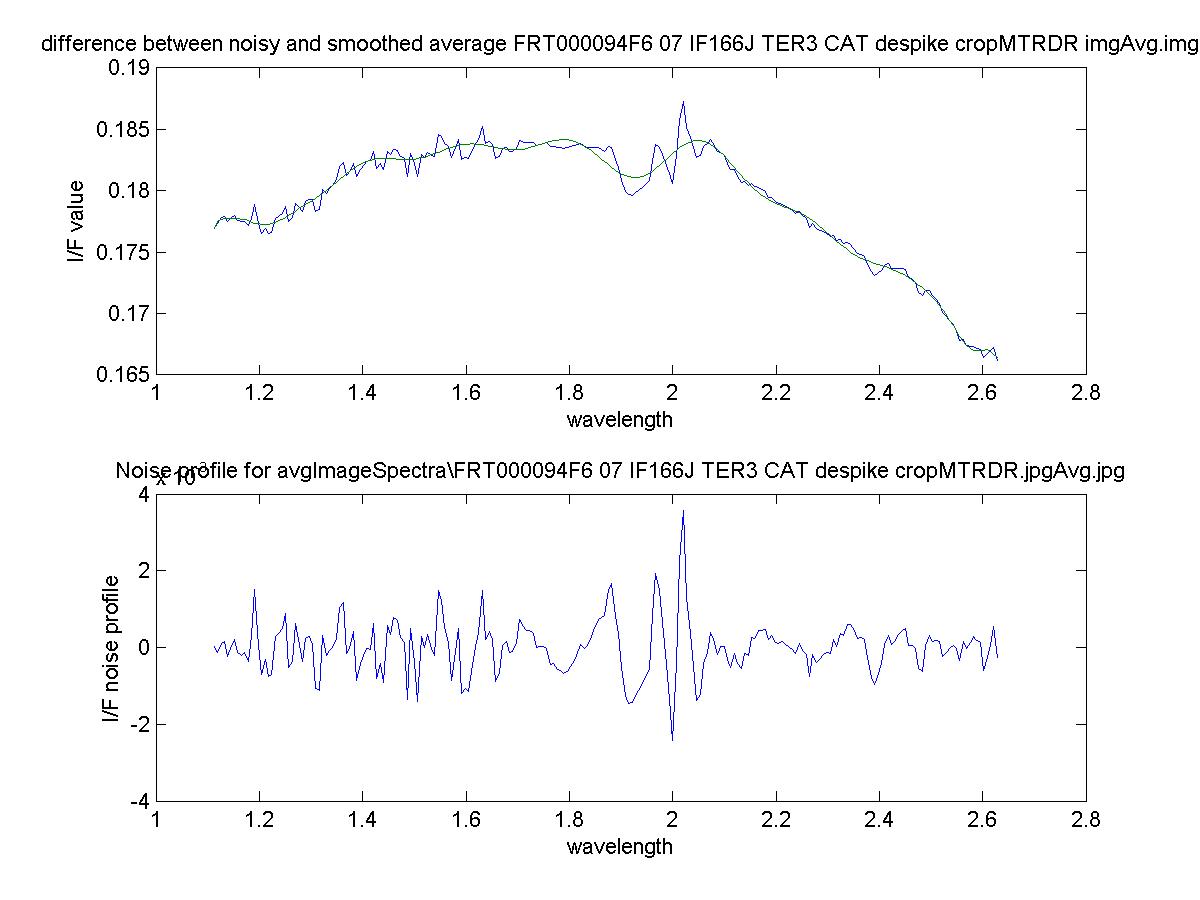 difference between noisy and smoothed average FRT000094F6 07 IF166J TER3 CAT despike cropMTRDR imgAvg.img
0.19
0.185
0.18
0.175
0.17
0.165
I/F value
1 1.2 1.4 1.6 1.8 2 2.2 2.4 2.6 2.8
wavelength
Noise profile for avgImageSpectra\FRT000094F6 07 IF166J TER3 CAT despike cropMTRDR.jpgAvg.jpg
x 10
4
2
0
-2
-4
I/F noise profile
1 1.2 1.4 1.6 1.8 2 2.2 2.4 2.6 2.8
wavelength